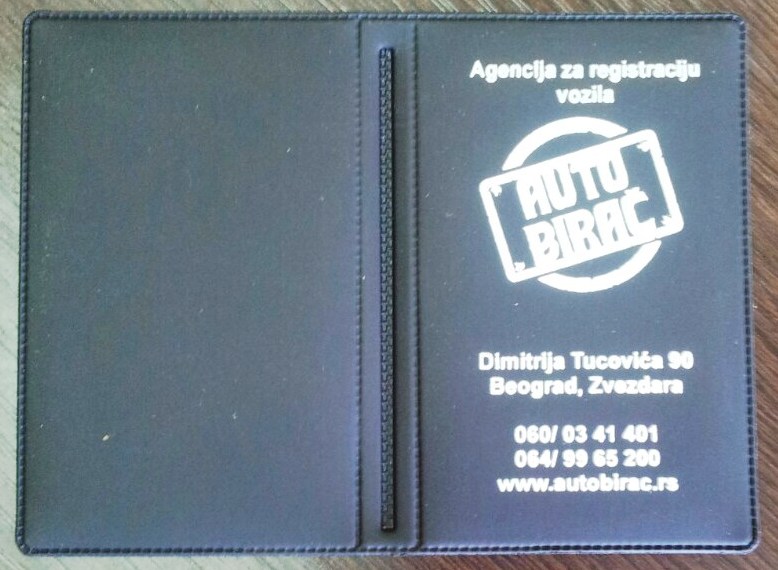 Agencija za registraciju
vozila
AUTO
BIRAČ
Dimitrija Tucovića 90
Beograd, Zvezdara
060/ 03 41 401
064/ 99 65 200
www.autobirac.rs